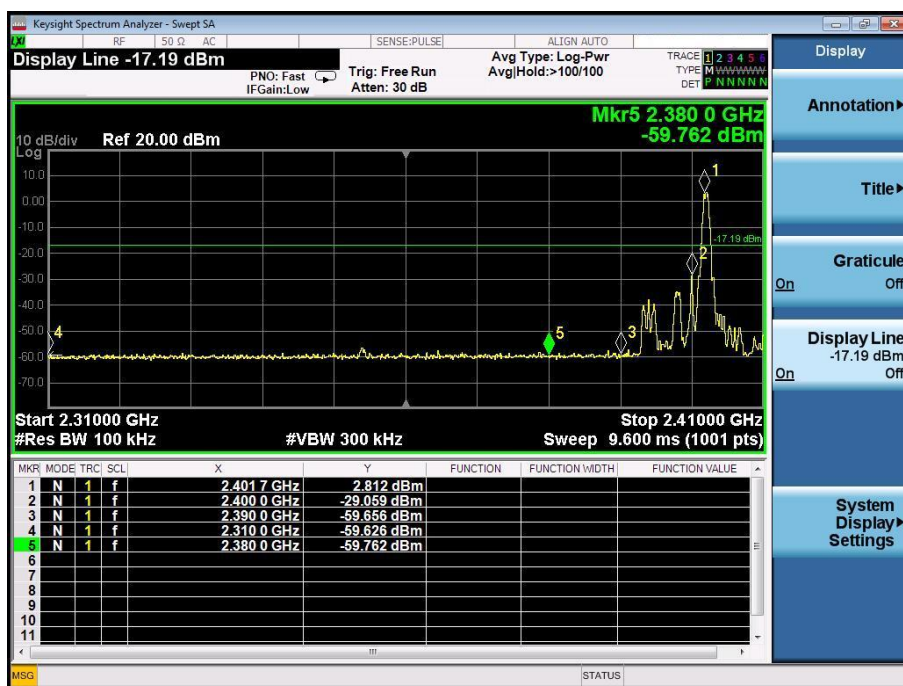 Keysight Spectrum Analyzer - Swept SA
LXI RF 50 Ω AC SENSE:PULSE ALIGN AUTO
Display Line -17.19 dBm
PNO: Fast
IFGain:Low
Trig: Free Run
Atten: 30 dB
Avg Type: Log-Pwr
Avg|Hold:>100/100
TRACE 1 2 3 4 5 6
TYPE M WWWWW
DET P N N N N N
Mkr5 2.380 0 GHz
-59.762 dBm
10 dB/div Ref 20.00 dBm
Log
10.0
0.00
-10.0
-20.0
-30.0
-40.0
-50.0
-60.0
-70.0
1
-17.19 dBm
2
3
4
5
Start 2.31000 GHz Stop 2.41000 GHz
#Res BW 100 kHz #VBW 300 kHz Sweep 9.600 ms (1001 pts)
MKR MODE TRC SCL X Y FUNCTION FUNCTION WIDTH FUNCTION VALUE
1 N 1 f 2.401 7 GHz 2.812 dBm
2 N 1 f 2.400 0 GHz -29.059 dBm
3 N 1 f 2.390 0 GHz -59.656 dBm
4 N 1 f 2.310 0 GHz -59.626 dBm
5 N 1 f 2.380 0 GHz -59.762 dBm
6
7
8
9
10
11
MSG STATUS
Display
Annotation
Title
Graticule
On Off
Display Line
-17.19 dBm
On Off
System
Display
Settings